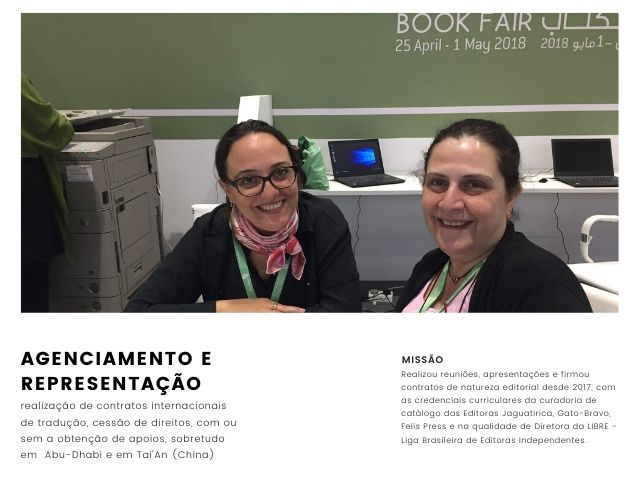 BOOK FAIR
25 April - 1 May 2018 2018 مايو 1–
AGENCIAMENTO E
REPRESENTAÇÃO
realização de contratos internacionais
de tradução, cessão de direitos, com ou
sem a obtenção de apoios, sobretudo
em Abu-Dhabi e em Tai'An (China)
MISSÃO
Realizou reuniões, apresentações e firmou
contratos de natureza editorial desde 2017, com
as credenciais curriculares da curadoria de
catálogo das Editoras Jaguatirica, Gato-Bravo,
Felis Press e na qualidade de Diretora da LIBRE -
Liga Brasileira de Editoras Independentes.